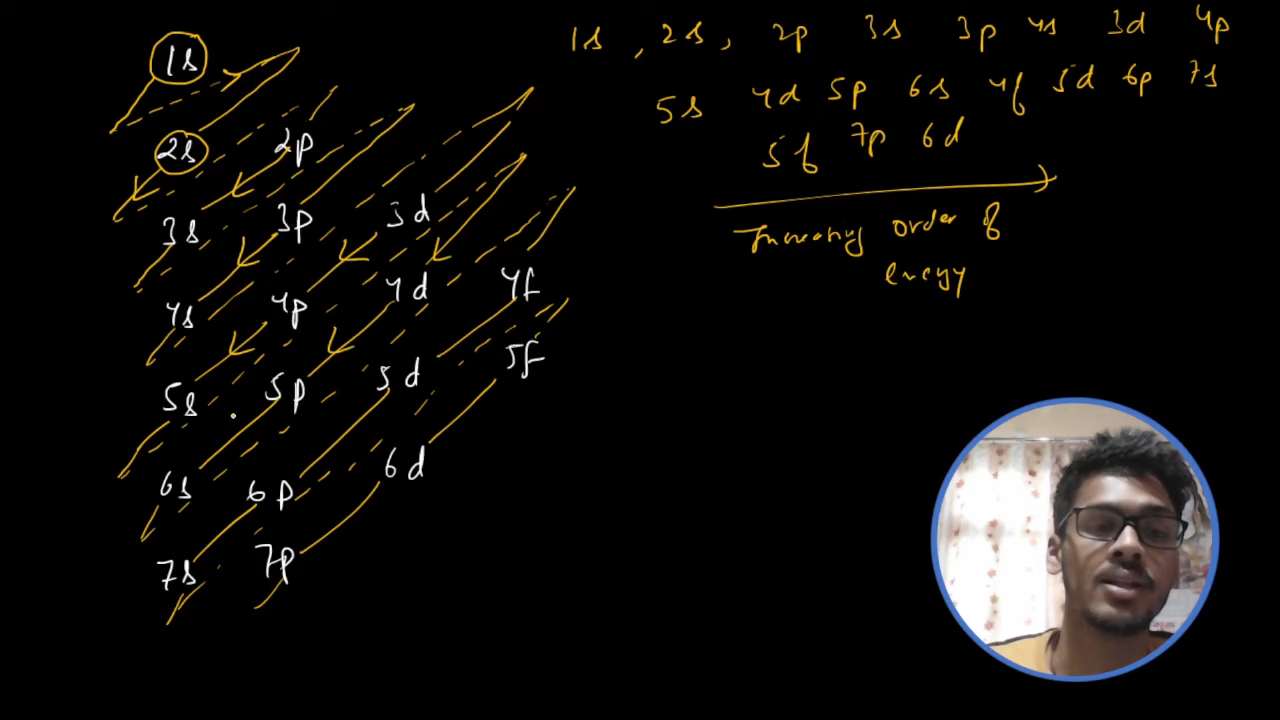 1s , 2s , 2p 3s 3p 4s 3d 4p
5s 4d 5p 6s 4f 5d 6p 7s
5f 7p 6d
Increasing order of
energy
1s
2s 2p
3s 3p 3d
4s 4p 4d 4f
5s 5p 5d 5f
6s 6p 6d
7s 7p